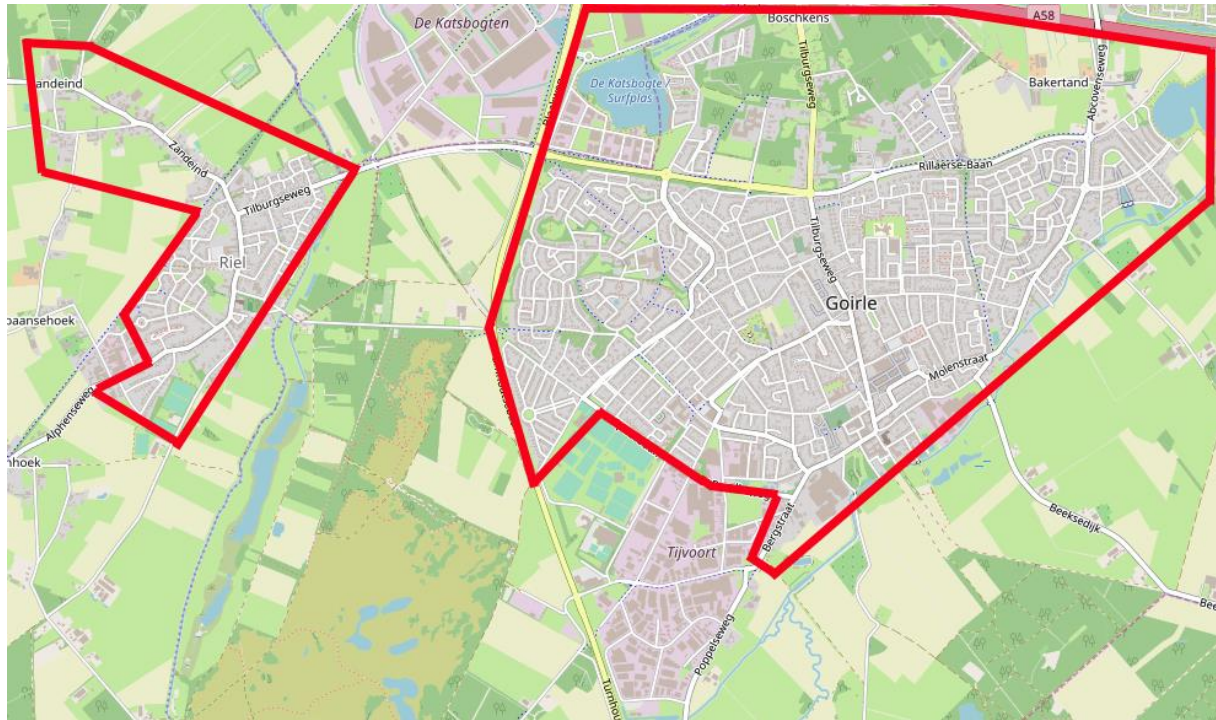 De Katsbogten
Boschkens
A58
Tilburgseweg
Abcovenseweg
De Katsbogte /
Surfplas
Bakertand
Zandeind
Rillaerse-Baan
Tilburgseweg
Riel
Tilburgseweg
Goirle
Molenstraat
Alphenseweg
Bergstraat
Beeksedijk
Tijvoort
Poppelseweg